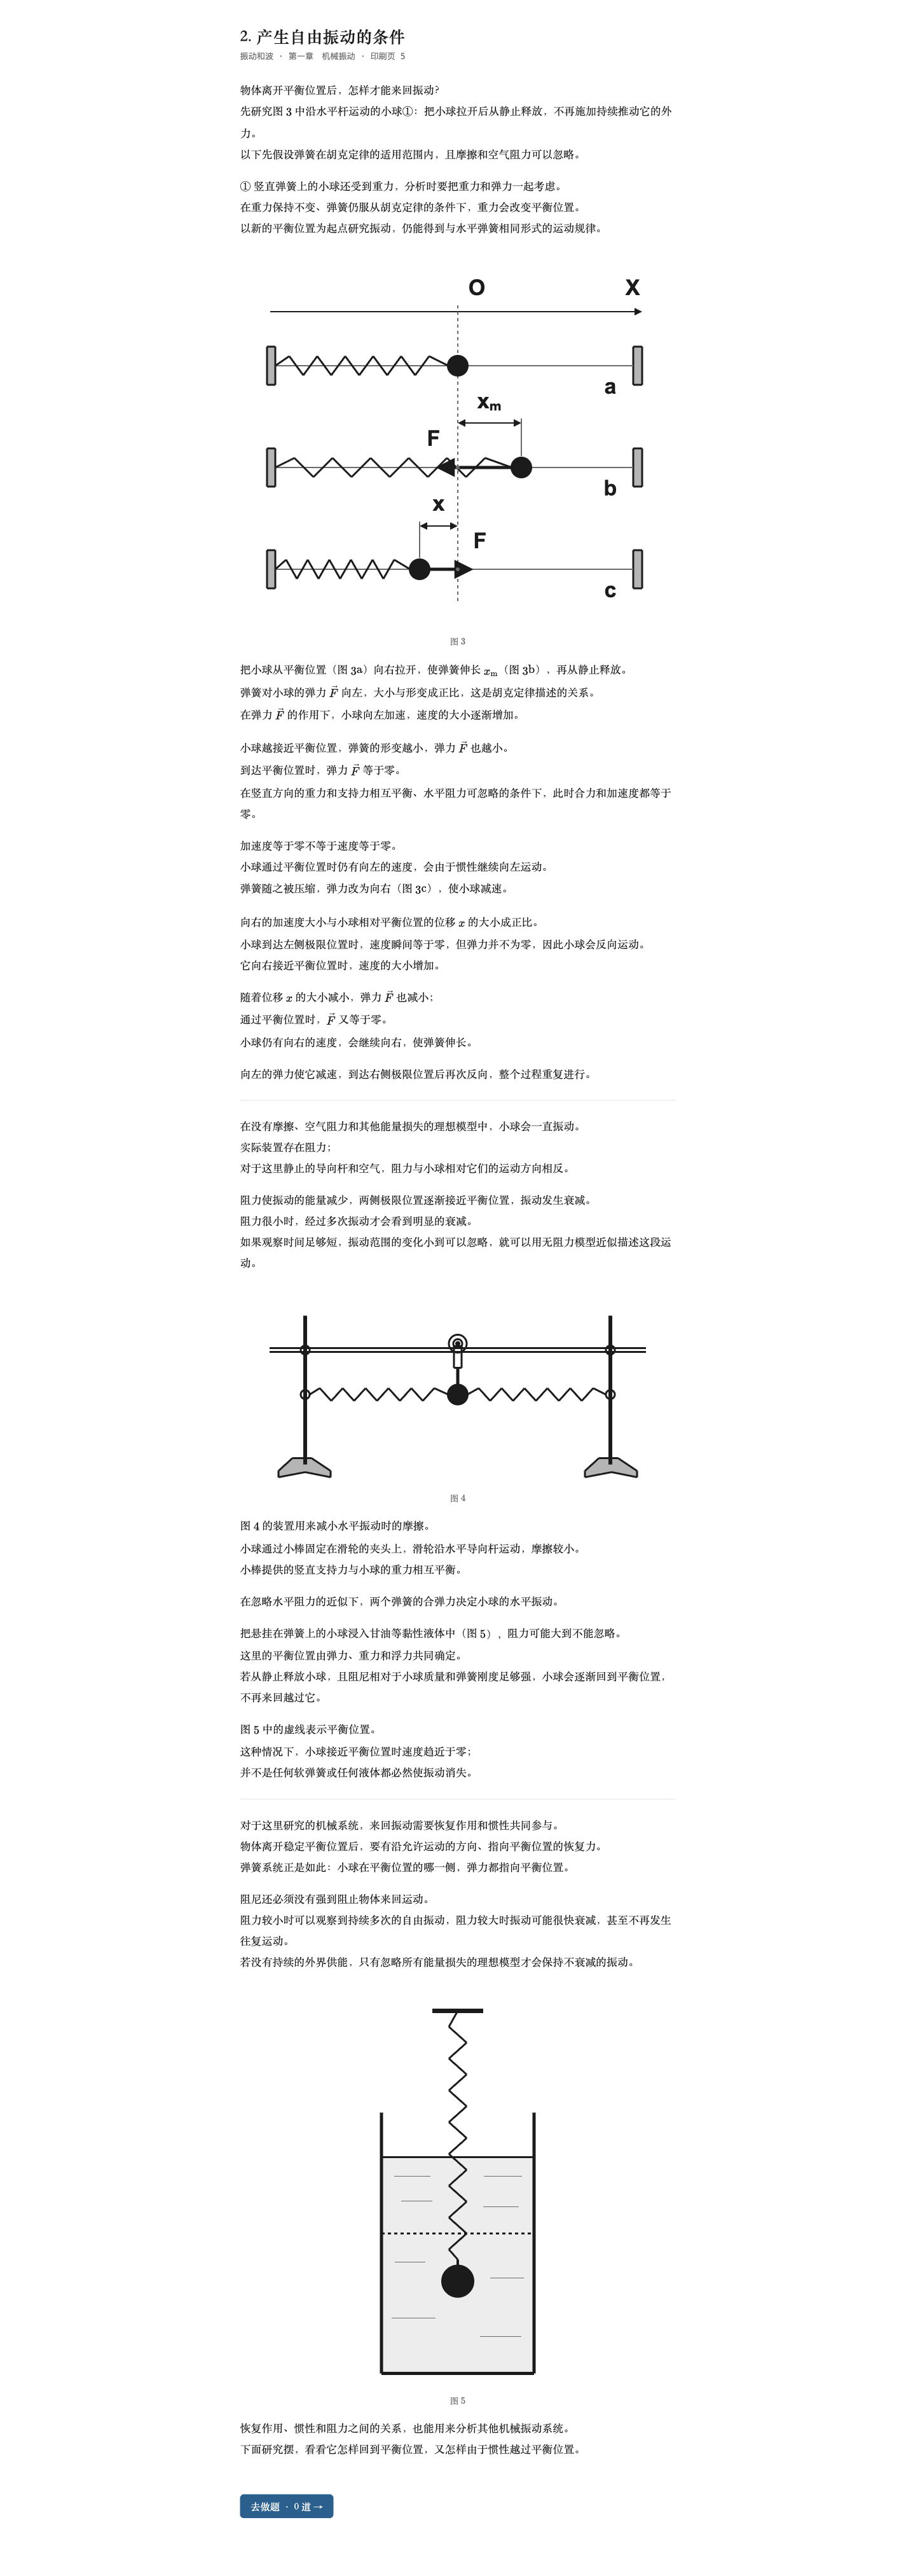 2. 产生自由振动的条件
振动和波 · 第一章 机械振动 · 印刷页 5
物体离开平衡位置后，怎样才能来回振动?
先研究图 3 中沿水平杆运动的小球①：把小球拉开后从静止释放，不再施加持续推动它的外
力。
以下先假设弹簧在胡克定律的适用范围内，且摩擦和空气阻力可以忽略。
① 竖直弹簧上的小球还受到重力，分析时要把重力和弹力一起考虑。
在重力保持不变、弹簧仍服从胡克定律的条件下，重力会改变平衡位置。
以新的平衡位置为起点研究振动，仍能得到与水平弹簧相同形式的运动规律。
O X
a
xm
F
b
x
F
c
图 3
把小球从平衡位置（图 3a）向右拉开，使弹簧伸长 xm（图 3b），再从静止释放。
弹簧对小球的弹力 F⃗ 向左，大小与形变成正比，这是胡克定律描述的关系。
在弹力 F⃗ 的作用下，小球向左加速，速度的大小逐渐增加。
小球越接近平衡位置，弹簧的形变越小，弹力 F⃗ 也越小。
到达平衡位置时，弹力 F⃗ 等于零。
在竖直方向的重力和支持力相互平衡、水平阻力可忽略的条件下，此时合力和加速度都等于
零。
加速度等于零不等于速度等于零。
小球通过平衡位置时仍有向左的速度，会由于惯性继续向左运动。
弹簧随之被压缩，弹力改为向右（图 3c），使小球减速。
向右的加速度大小与小球相对平衡位置的位移 x 的大小成正比。
小球到达左侧极限位置时，速度瞬间等于零，但弹力并不为零，因此小球会反向运动。
它向右接近平衡位置时，速度的大小增加。
随着位移 x 的大小减小，弹力 F⃗ 也减小；
通过平衡位置时，F⃗ 又等于零。
小球仍有向右的速度，会继续向右，使弹簧伸长。
向左的弹力使它减速，到达右侧极限位置后再次反向，整个过程重复进行。
在没有摩擦、空气阻力和其他能量损失的理想模型中，小球会一直振动。
实际装置存在阻力；
对于这里静止的导向杆和空气，阻力与小球相对它们的运动方向相反。
阻力使振动的能量减少，两侧极限位置逐渐接近平衡位置，振动发生衰减。
阻力很小时，经过多次振动才会看到明显的衰减。
如果观察时间足够短，振动范围的变化小到可以忽略，就可以用无阻力模型近似描述这段运
动。
图 4
图 4 的装置用来减小水平振动时的摩擦。
小球通过小棒固定在滑轮的夹头上，滑轮沿水平导向杆运动，摩擦较小。
小棒提供的竖直支持力与小球的重力相互平衡。
在忽略水平阻力的近似下，两个弹簧的合弹力决定小球的水平振动。
把悬挂在弹簧上的小球浸入甘油等黏性液体中（图 5），阻力可能大到不能忽略。
这里的平衡位置由弹力、重力和浮力共同确定。
若从静止释放小球，且阻尼相对于小球质量和弹簧刚度足够强，小球会逐渐回到平衡位置，
不再来回越过它。
图 5 中的虚线表示平衡位置。
这种情况下，小球接近平衡位置时速度趋近于零；
并不是任何软弹簧或任何液体都必然使振动消失。
对于这里研究的机械系统，来回振动需要恢复作用和惯性共同参与。
物体离开稳定平衡位置后，要有沿允许运动的方向、指向平衡位置的恢复力。
弹簧系统正是如此：小球在平衡位置的哪一侧，弹力都指向平衡位置。
阻尼还必须没有强到阻止物体来回运动。
阻力较小时可以观察到持续多次的自由振动，阻力较大时振动可能很快衰减，甚至不再发生
往复运动。
若没有持续的外界供能，只有忽略所有能量损失的理想模型才会保持不衰减的振动。
图 5
恢复作用、惯性和阻力之间的关系，也能用来分析其他机械振动系统。
下面研究摆，看看它怎样回到平衡位置，又怎样由于惯性越过平衡位置。
去做题 · 0 道 →